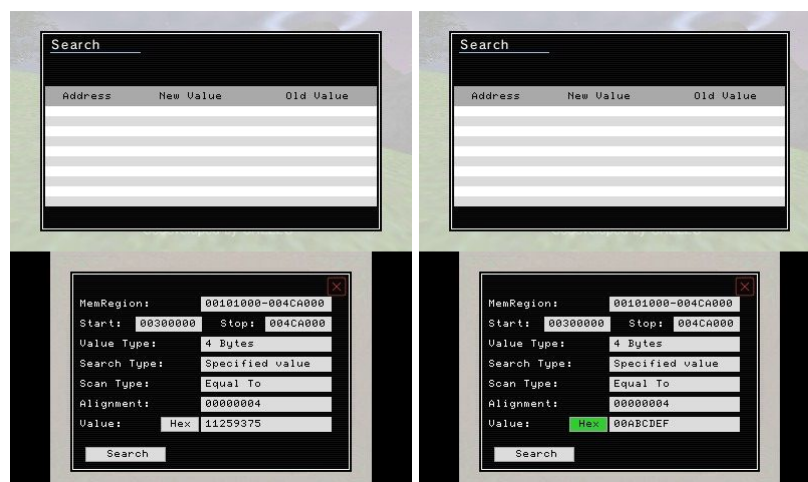 Search
Address New Value Old Value
MemRegion: 00101000-004CA000
Start: 00300000 Stop: 004CA000
Value Type: 4 Bytes
Search Type: Specified value
Scan Type: Equal To
Alignment: 00000004
Value: Hex 11259375
Search
Search
Address New Value Old Value
MemRegion: 00101000-004CA000
Start: 00300000 Stop: 004CA000
Value Type: 4 Bytes
Search Type: Specified value
Scan Type: Equal To
Alignment: 00000004
Value: Hex 00ABCDEF
Search